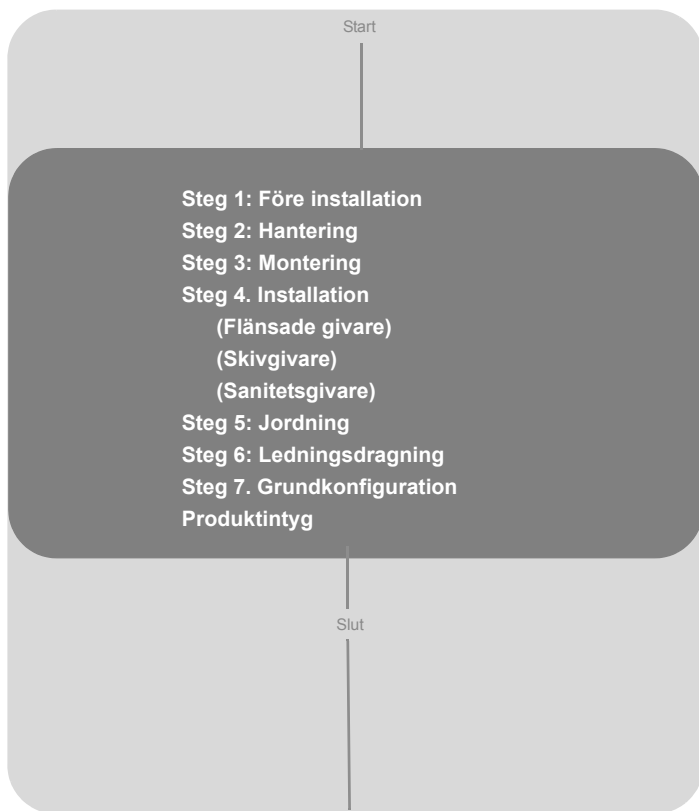 Start
Steg 1: Före installation
Steg 2: Hantering
Steg 3: Montering
Steg 4. Installation
(Flänsade givare)
(Skivgivare)
(Sanitetsgivare)
Steg 5: Jordning
Steg 6: Ledningsdragning
Steg 7. Grundkonfiguration
Produktintyg
Slut